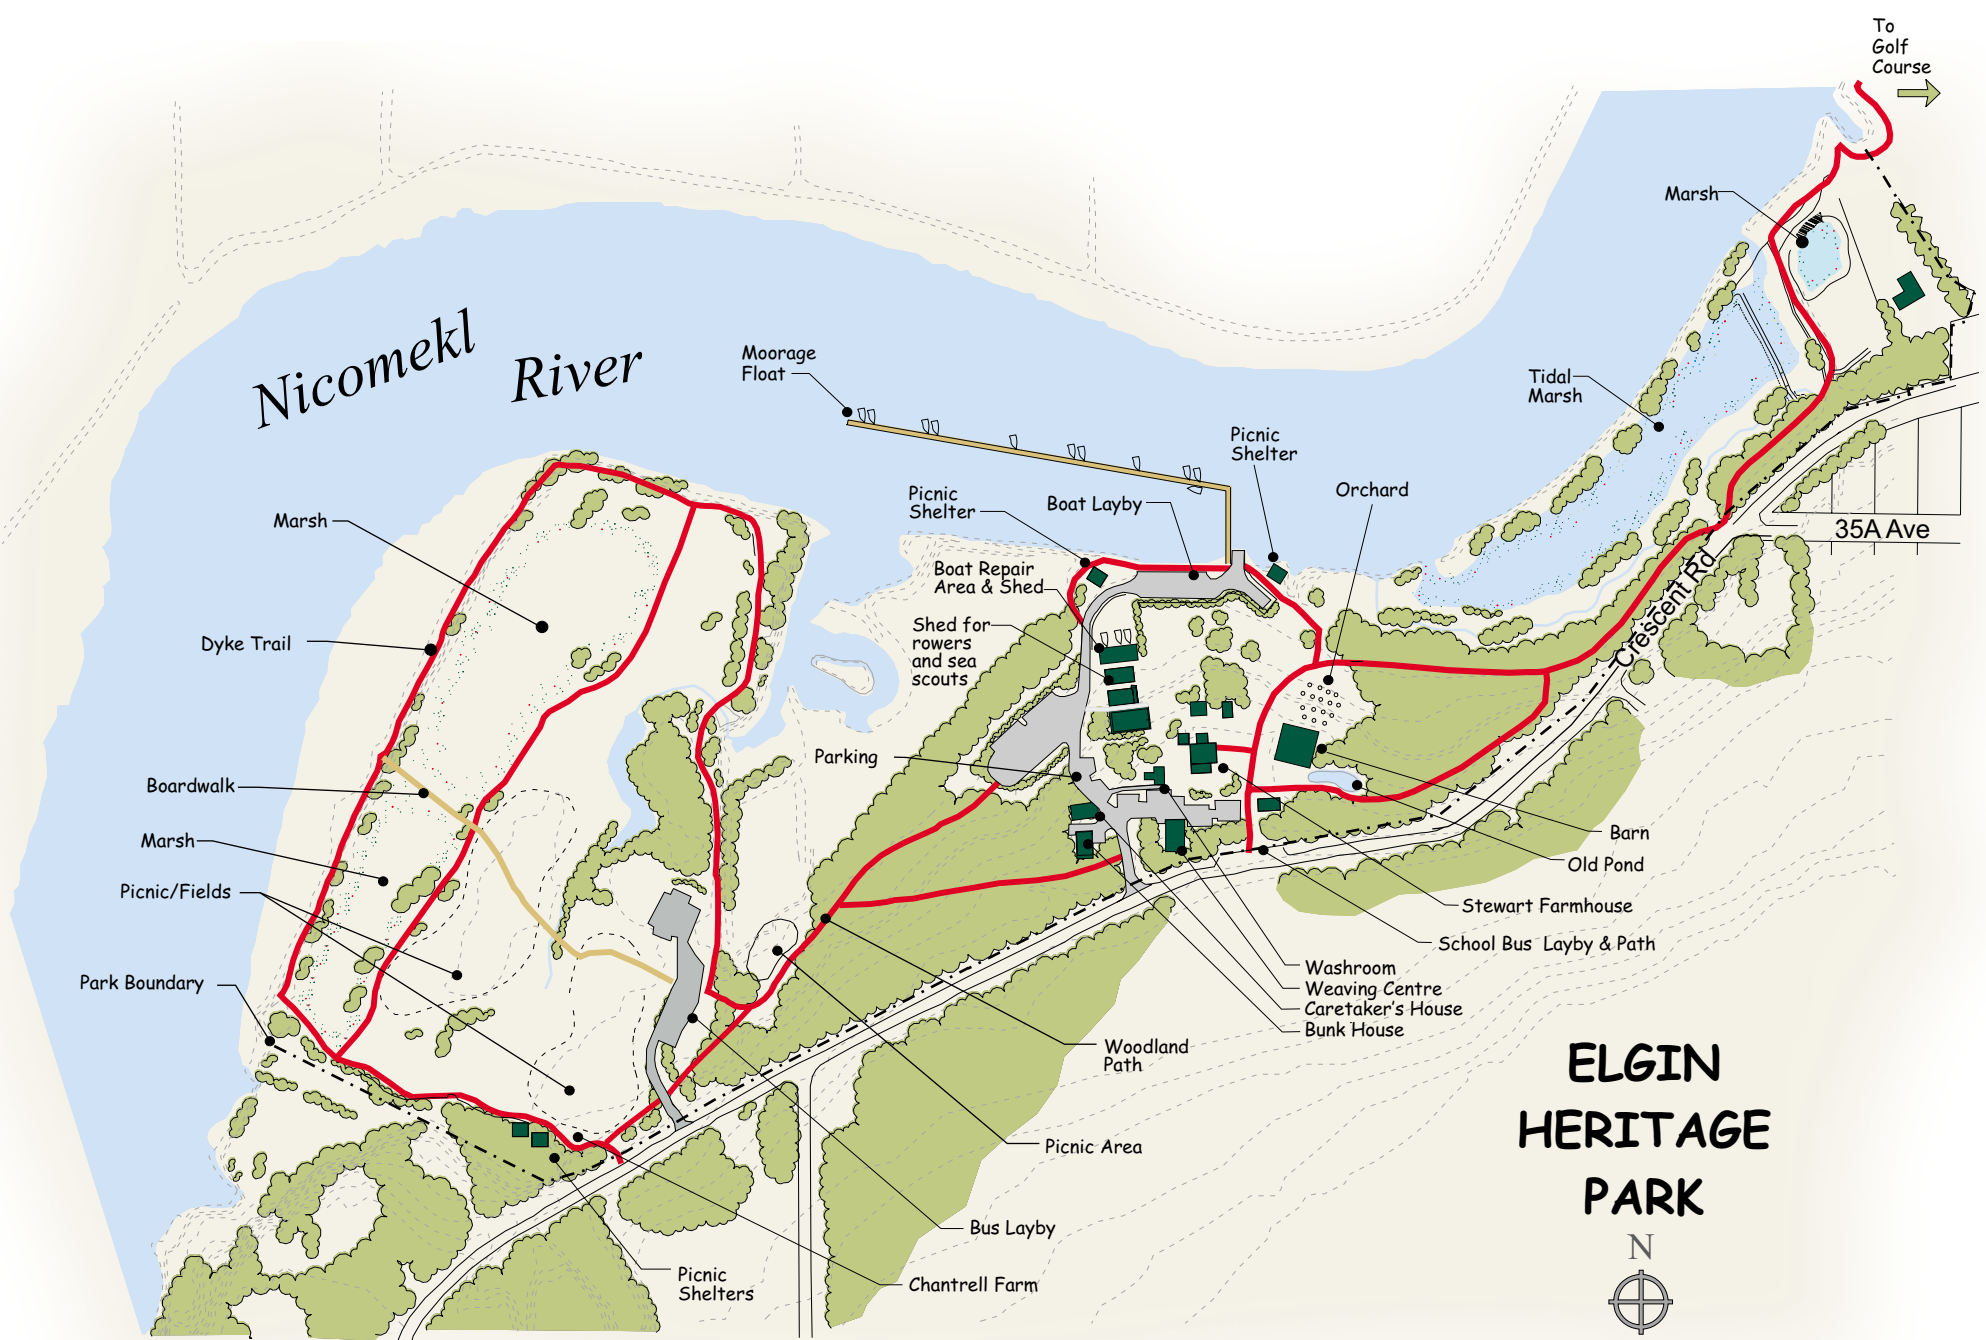 To
Golf
Course
Marsh
Nicomekl
River
Moorage
Float
Tidal
Marsh
Picnic
Shelter
Picnic
Shelter
Boat Layby
Orchard
Marsh
35A Ave
Crescent Rd
Boat Repair
Area & Shed
Shed for
rowers
and sea
scouts
Dyke Trail
Parking
Boardwalk
Marsh
Picnic/Fields
Barn
Old Pond
Stewart Farmhouse
School Bus Layby & Path
Park Boundary
Washroom
Weaving Centre
Caretaker's House
Bunk House
Woodland
Path
Picnic Area
Bus Layby
Chantrell Farm
Picnic
Shelters
ELGIN
HERITAGE
PARK
N